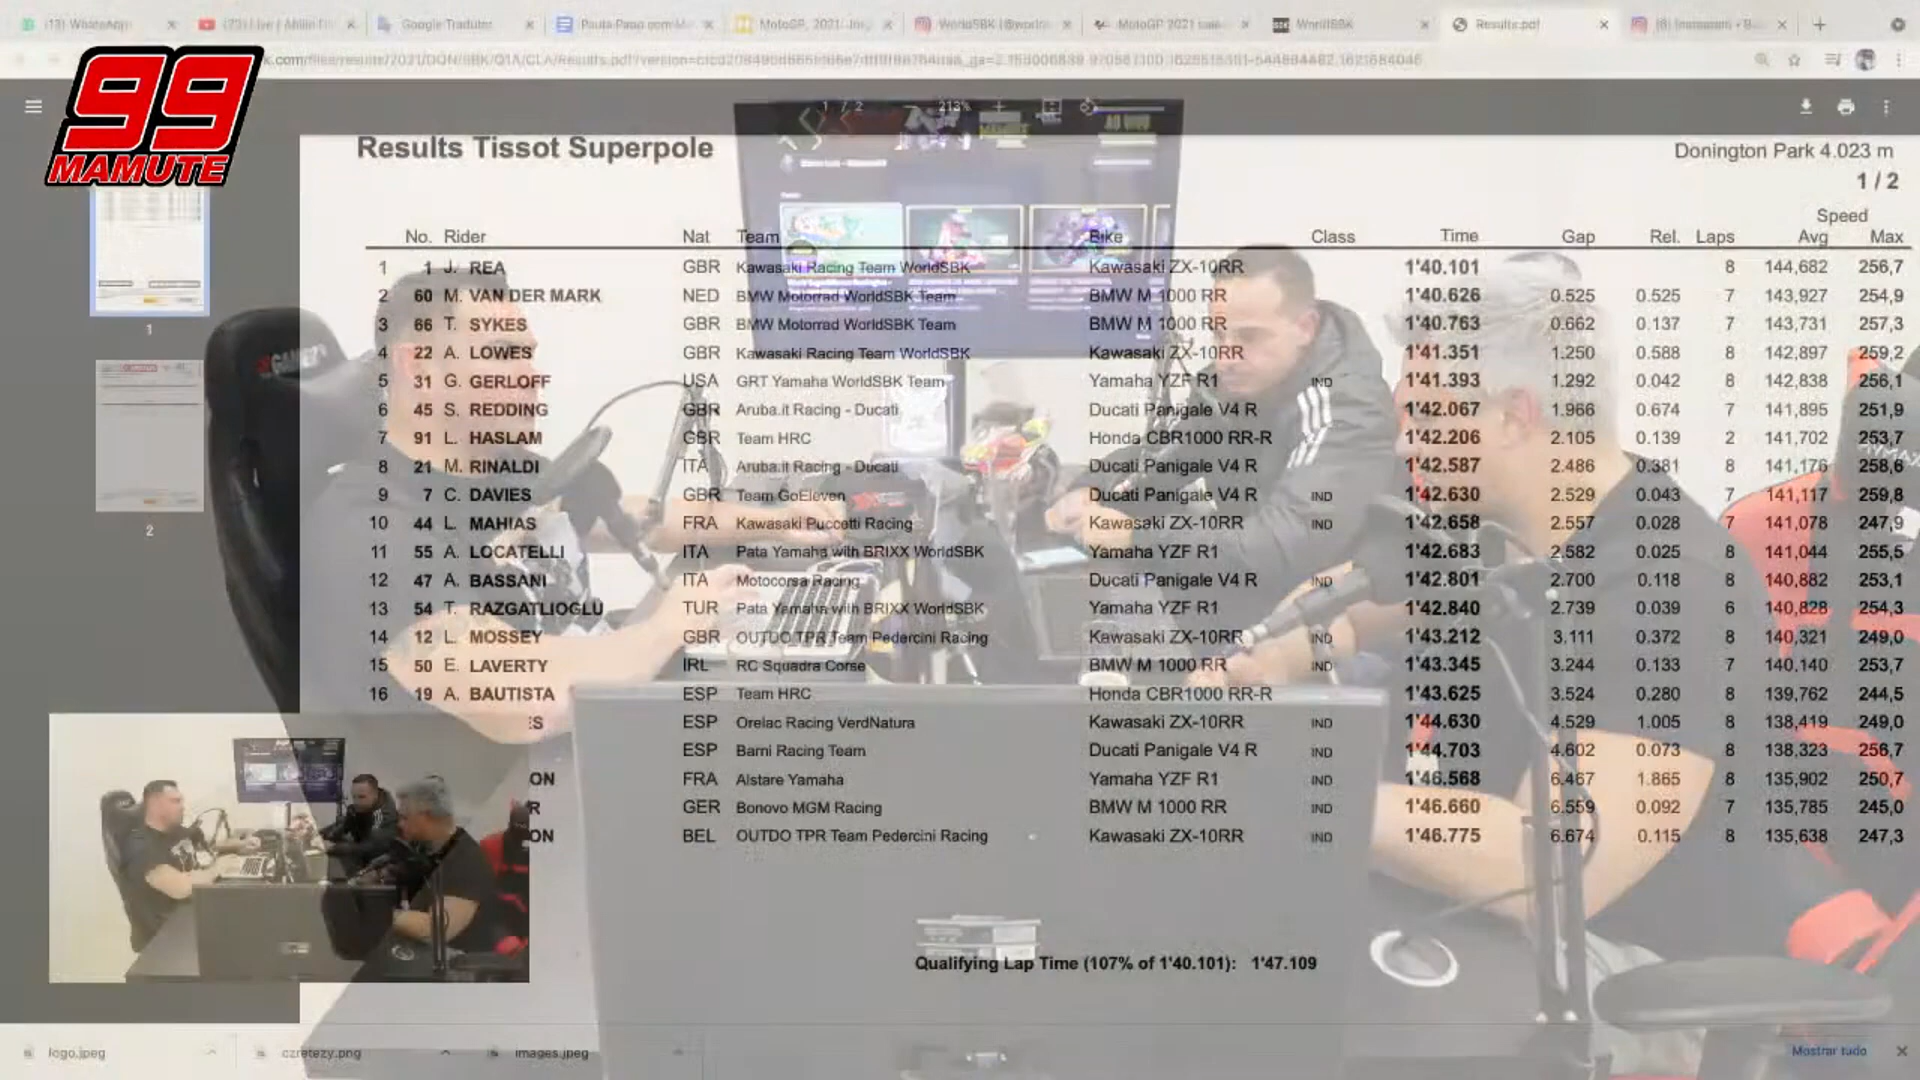 Google Tradutor
MotoGP, 2021
WorldSBK
MotoGP 2021
WorldSBK
Results.pdf
99
MAMUTE
1 / 2
213%
AO VIVO
Results Tissot Superpole
Donington Park 4.023 m
1 / 2
Speed
No. Rider Nat Team Bike Class Time Gap Rel. Laps Avg Max
1 1 J. REA GBR Kawasaki Racing Team WorldSBK Kawasaki ZX-10RR 1'40.101 8 144,682 256,7
2 60 M. VAN DER MARK NED BMW Motorrad WorldSBK Team BMW M 1000 RR 1'40.626 0.525 0.525 7 143,927 254,9
3 66 T. SYKES GBR BMW Motorrad WorldSBK Team BMW M 1000 RR 1'40.763 0.662 0.137 7 143,731 257,3
4 22 A. LOWES GBR Kawasaki Racing Team WorldSBK Kawasaki ZX-10RR 1'41.351 1.250 0.588 8 142,897 259,2
5 31 G. GERLOFF USA GRT Yamaha WorldSBK Team Yamaha YZF R1 IND 1'41.393 1.292 0.042 8 142,838 256,1
6 45 S. REDDING GBR Aruba.it Racing - Ducati Ducati Panigale V4 R 1'42.067 1.966 0.674 7 141,895 251,9
7 91 L. HASLAM GBR Team HRC Honda CBR1000 RR-R 1'42.206 2.105 0.139 2 141,702 253,7
8 21 M. RINALDI ITA Aruba.it Racing - Ducati Ducati Panigale V4 R 1'42.587 2.486 0.381 8 141,176 258,6
9 7 C. DAVIES GBR Team GoEleven Ducati Panigale V4 R IND 1'42.630 2.529 0.043 7 141,117 259,8
10 44 L. MAHIAS FRA Kawasaki Puccetti Racing Kawasaki ZX-10RR IND 1'42.658 2.557 0.028 7 141,078 247,9
11 55 A. LOCATELLI ITA Pata Yamaha with BRIXX WorldSBK Yamaha YZF R1 1'42.683 2.582 0.025 8 141,044 255,5
12 47 A. BASSANI ITA Motocorsa Racing Ducati Panigale V4 R IND 1'42.801 2.700 0.118 8 140,882 253,1
13 54 T. RAZGATLIOGLU TUR Pata Yamaha with BRIXX WorldSBK Yamaha YZF R1 1'42.840 2.739 0.039 6 140,828 254,3
14 12 L. MOSSEY GBR OUTDO TPR Team Pedercini Racing Kawasaki ZX-10RR IND 1'43.212 3.111 0.372 8 140,321 249,0
15 50 E. LAVERTY IRL RC Squadra Corse BMW M 1000 RR IND 1'43.345 3.244 0.133 7 140,140 253,7
16 19 A. BAUTISTA ESP Team HRC Honda CBR1000 RR-R 1'43.625 3.524 0.280 8 139,762 244,5
ES ESP Orelac Racing VerdNatura Kawasaki ZX-10RR IND 1'44.630 4.529 1.005 8 138,419 249,0
ESP Barni Racing Team Ducati Panigale V4 R IND 1'44.703 4.602 0.073 8 138,323 256,7
ON FRA Alstare Yamaha Yamaha YZF R1 IND 1'46.568 6.467 1.865 8 135,902 250,7
R GER Bonovo MGM Racing BMW M 1000 RR IND 1'46.660 6.559 0.092 7 135,785 245,0
ON BEL OUTDO TPR Team Pedercini Racing Kawasaki ZX-10RR IND 1'46.775 6.674 0.115 8 135,638 247,3
Qualifying Lap Time (107% of 1'40.101): 1'47.109
1
2
logo.jpeg
czretezy.png
images.jpeg
Mostrar tudo